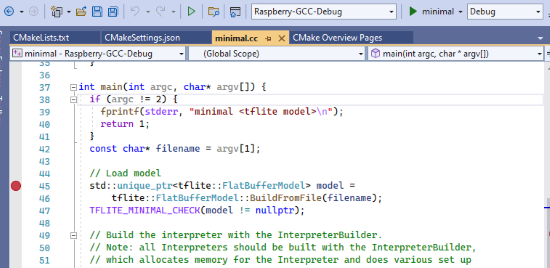 Raspberry-GCC-Debug
minimal
Debug
CMakeLists.txt
CMakeSettings.json
minimal.cc
CMake Overview Pages
minimal - Raspberry-GCC-Debug
(Global Scope)
main(int argc, char * argv[])
35 }
36
37 int main(int argc, char* argv[]) {
38 if (argc != 2) {
39 fprintf(stderr, "minimal <tflite model>\n");
40 return 1;
41 }
42 const char* filename = argv[1];
43
44 // Load model
45 std::unique_ptr<tflite::FlatBufferModel> model =
46 tflite::FlatBufferModel::BuildFromFile(filename);
47 TFLITE_MINIMAL_CHECK(model != nullptr);
48
49 // Build the interpreter with the InterpreterBuilder.
50 // Note: all Interpreters should be built with the InterpreterBuilder,
51 // which allocates memory for the Interpreter and does various set up